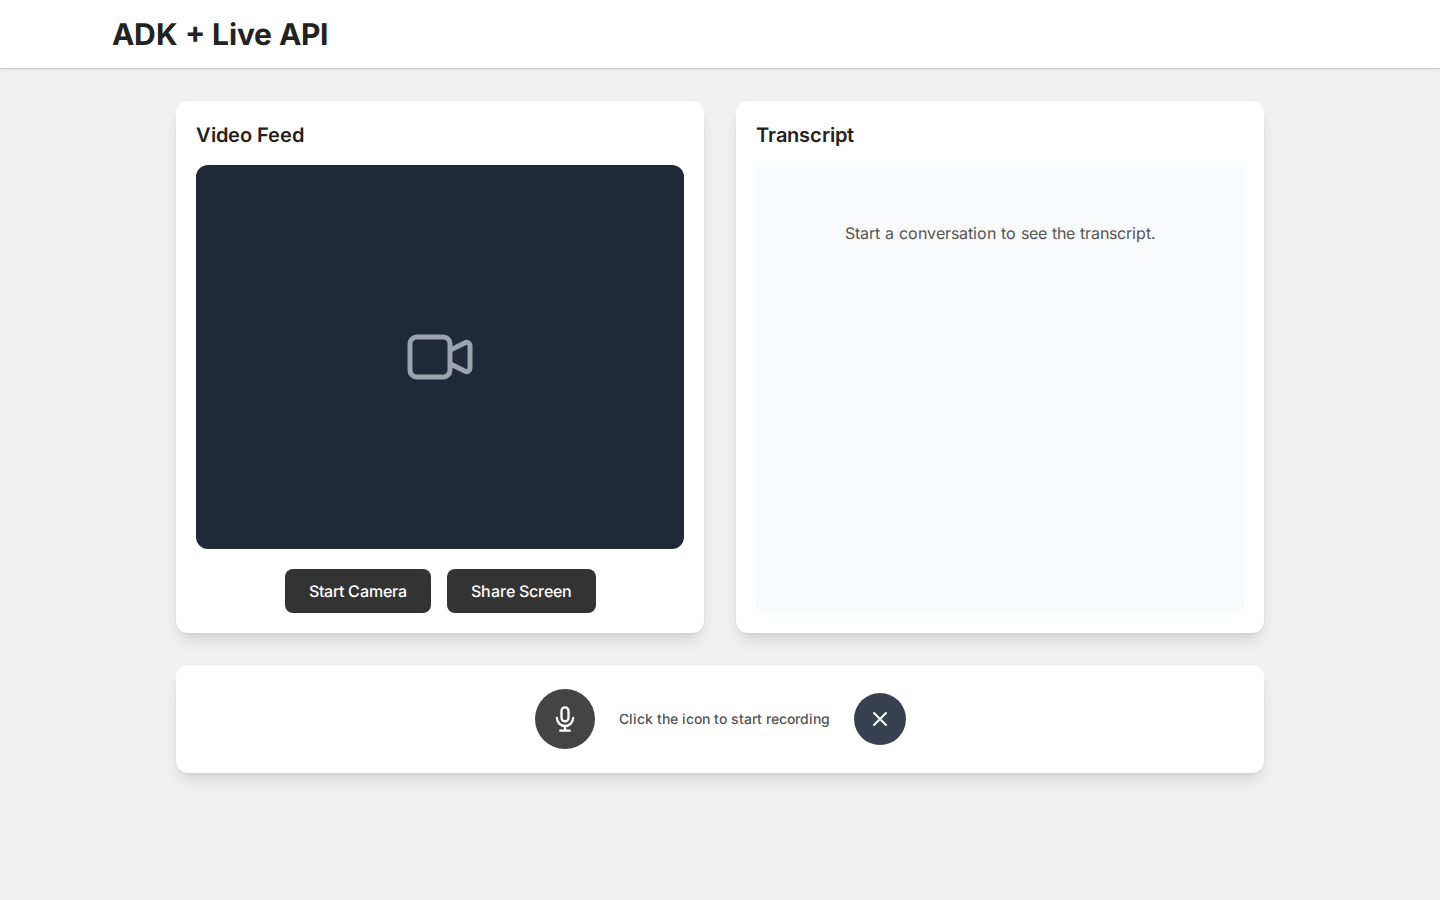 ADK + Live API
Video Feed
Start Camera
Share Screen
Transcript
Start a conversation to see the transcript.
Click the icon to start recording